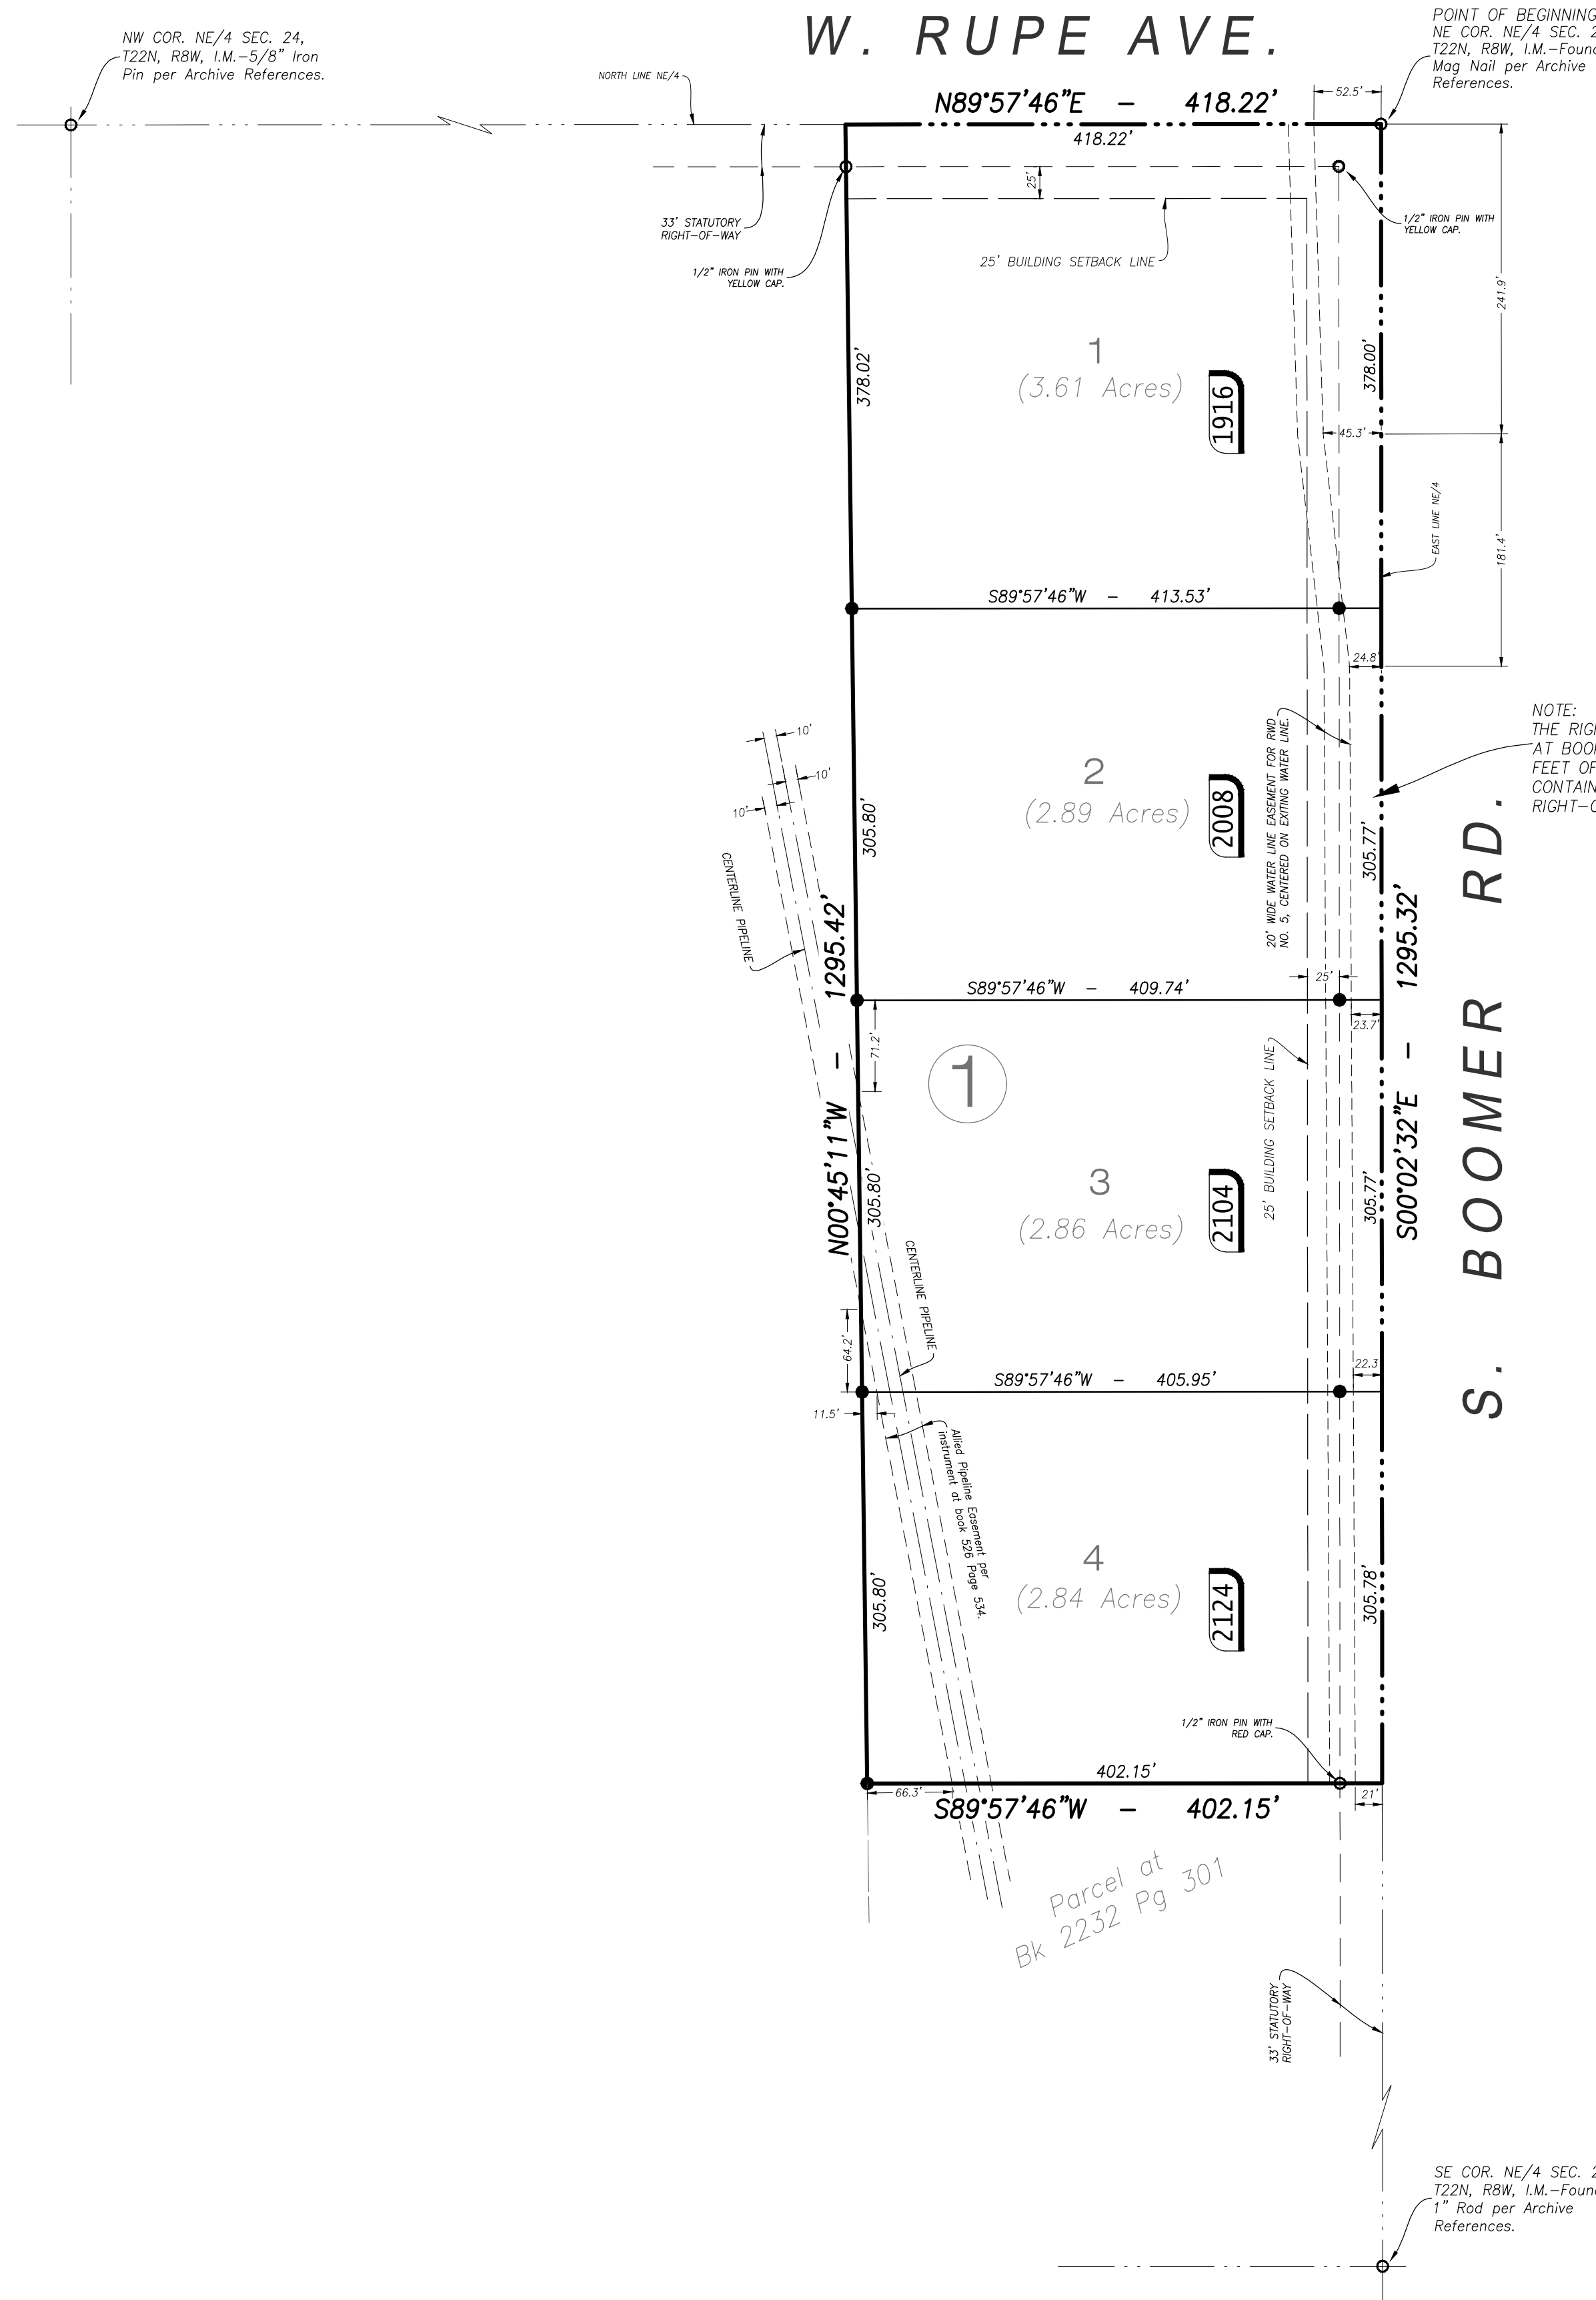 W. RUPE AVE.
NW COR. NE/4 SEC. 24,
T22N, R8W, I.M.-5/8" Iron
Pin per Archive References.
NORTH LINE NE/4
POINT OF BEGINNING
NE COR. NE/4 SEC. 2
T22N, R8W, I.M.-Foun
Mag Nail per Archive
References.
N89°57'46"E - 418.22'
52.5'
418.22'
25'
33' STATUTORY
RIGHT-OF-WAY
1/2" IRON PIN WITH
YELLOW CAP.
1/2" IRON PIN WITH
YELLOW CAP.
25' BUILDING SETBACK LINE
241.9'
378.02'
1
(3.61 Acres)
1916
378.00'
45.3'
EAST LINE NE/4
181.4'
S89°57'46"W - 413.53'
24.8'
10'
10'
10'
CENTERLINE PIPELINE
305.80'
2
(2.89 Acres)
2008
20' WIDE WATER LINE EASEMENT FOR RWD
NO. 5, CENTERED ON EXITING WATER LINE.
305.77'
NOTE:
THE RIG
AT BOO
FEET OF
CONTAIN
RIGHT-O
N00°45'11"W - 1295.42'
S00°02'32"E - 1295.32'
S. BOOMER RD.
25'
S89°57'46"W - 409.74'
23.7'
71.2'
1
25' BUILDING SETBACK LINE
305.80'
3
(2.86 Acres)
2104
305.77'
CENTERLINE PIPELINE
64.2'
22.3
S89°57'46"W - 405.95'
11.5'
Allied Pipeline Easement per
instrument at book 526 Page 534.
305.80'
4
(2.84 Acres)
2124
305.78'
1/2" IRON PIN WITH
RED CAP.
402.15'
66.3'
21'
S89°57'46"W - 402.15'
Parcel at
Bk 2232 Pg 301
33' STATUTORY
RIGHT-OF-WAY
SE COR. NE/4 SEC. 2
T22N, R8W, I.M.-Foun
1" Rod per Archive
References.